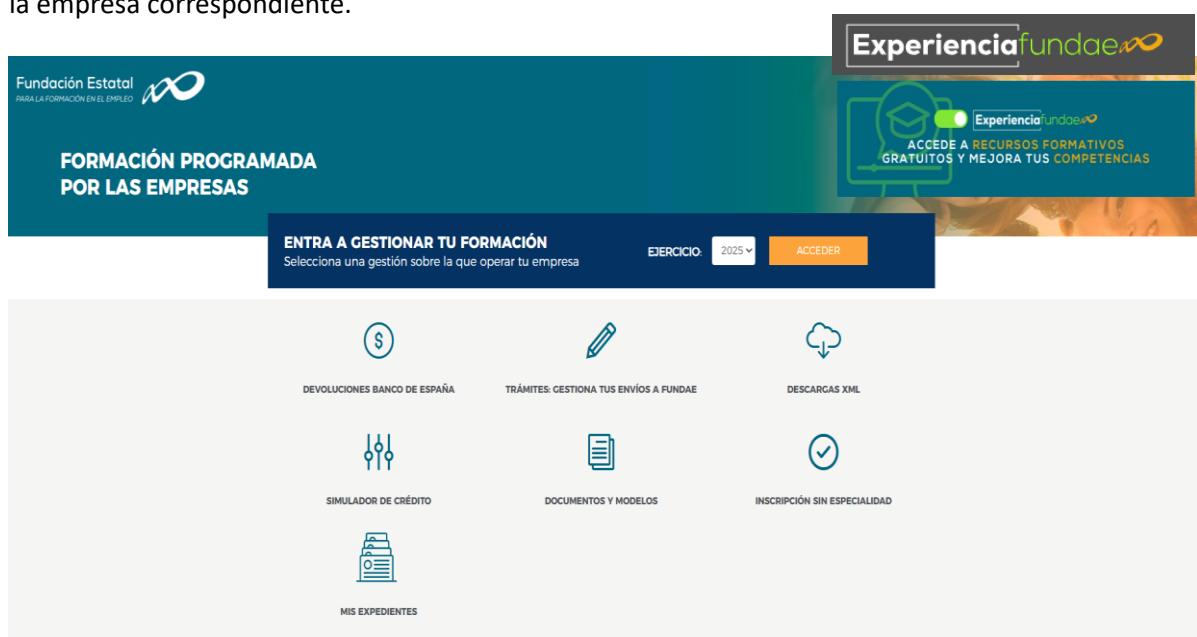 la empresa correspondiente.
Experienciafundae
Fundación Estatal
PARA LA FORMACIÓN EN EL EMPLEO
Experienciafundae
ACCEDE A RECURSOS FORMATIVOS
GRATUITOS Y MEJORA TUS COMPETENCIAS
FORMACIÓN PROGRAMADA
POR LAS EMPRESAS
ENTRA A GESTIONAR TU FORMACIÓN
Selecciona una gestión sobre la que operar tu empresa
EJERCICIO: 2025 ACCEDER
DEVOLUCIONES BANCO DE ESPAÑA
TRÁMITES: GESTIONA TUS ENVÍOS A FUNDAE
DESCARGAS XML
SIMULADOR DE CRÉDITO
DOCUMENTOS Y MODELOS
INSCRIPCIÓN SIN ESPECIALIDAD
MIS EXPEDIENTES